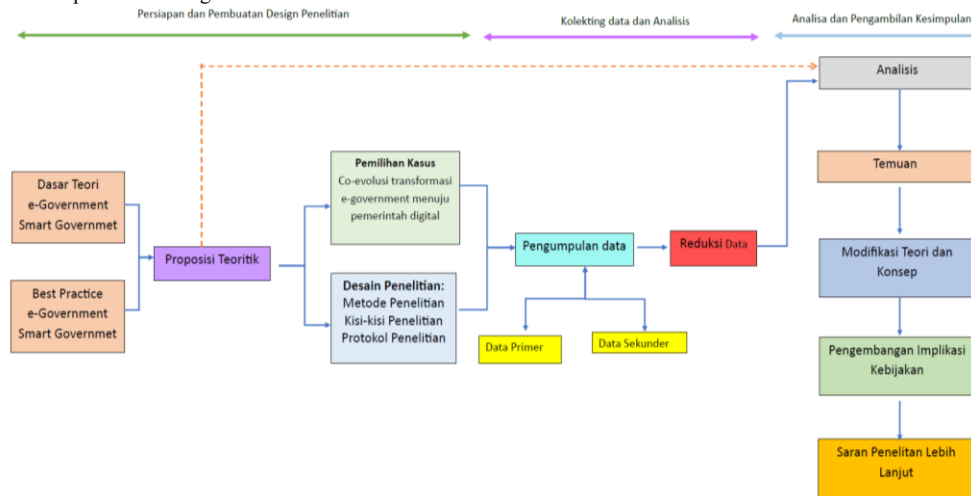 Persiapan dan Pembuatan Design Penelitian
Kolekting data dan Analisis
Analisa dan Pengambilan Kesimpulan
Analisis
Pemilihan Kasus
Co-evolusi transformasi
e-government menuju
pemerintah digital
Temuan
Dasar Teori
e-Government
Smart Governmet
Proposisi Teoritik
Pengumpulan data
Reduksi Data
Modifikasi Teori dan
Konsep
Best Practice
e-Government
Smart Governmet
Desain Penelitian:
Metode Penelitian
Kisi-kisi Penelitian
Protokol Penelitian
Data Primer
Data Sekunder
Pengembangan Implikasi
Kebijakan
Saran Penelitan Lebih
Lanjut